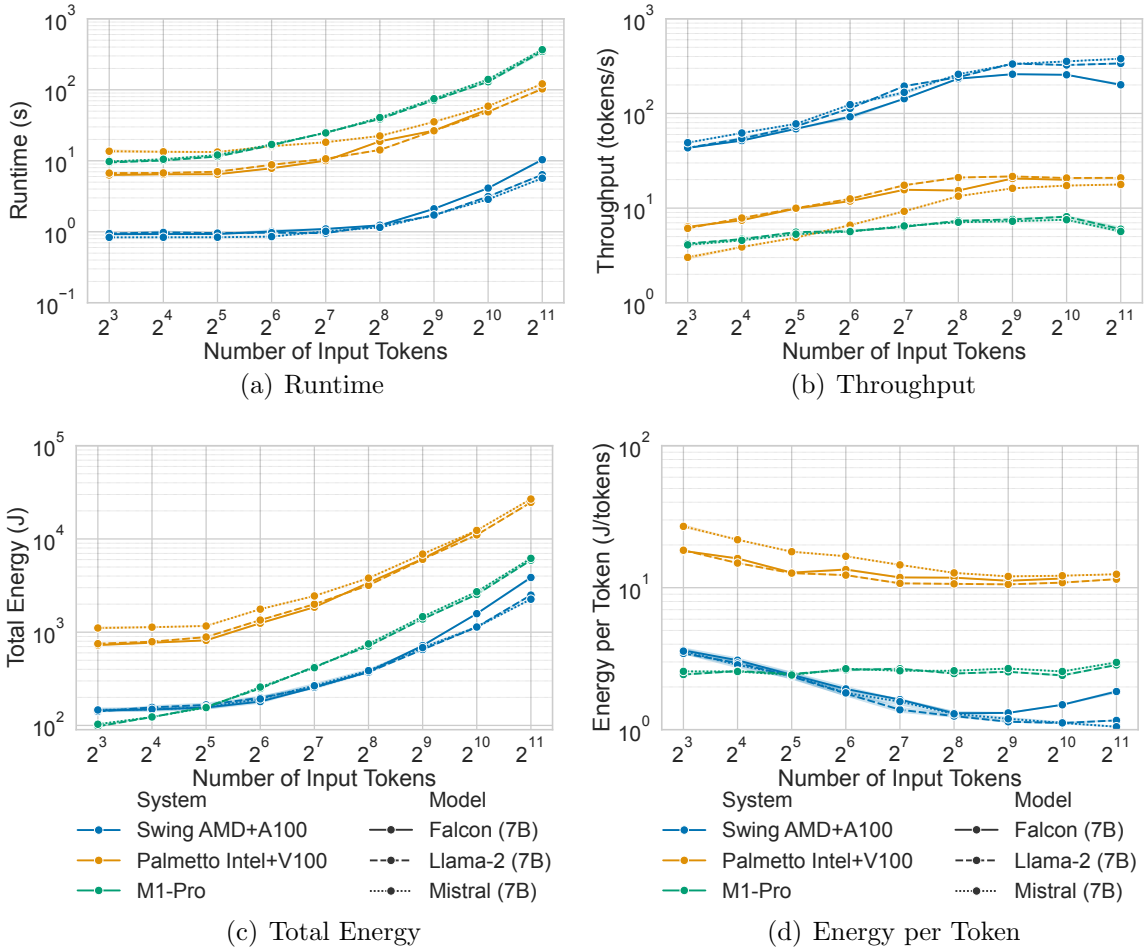 10^3
10^2
10^1
10^0
10^−1
Runtime (s)
2^3 2^4 2^5 2^6 2^7 2^8 2^9 2^10 2^11
Number of Input Tokens
(a) Runtime
10^3
10^2
10^1
10^0
Throughput (tokens/s)
2^3 2^4 2^5 2^6 2^7 2^8 2^9 2^10 2^11
Number of Input Tokens
(b) Throughput
10^5
10^4
10^3
10^2
Total Energy (J)
2^3 2^4 2^5 2^6 2^7 2^8 2^9 2^10 2^11
Number of Input Tokens
System Model
Swing AMD+A100 Falcon (7B)
Palmetto Intel+V100 Llama-2 (7B)
M1-Pro Mistral (7B)
(c) Total Energy
10^2
10^1
10^0
Energy per Token (J/tokens)
2^3 2^4 2^5 2^6 2^7 2^8 2^9 2^10 2^11
Number of Input Tokens
System Model
Swing AMD+A100 Falcon (7B)
Palmetto Intel+V100 Llama-2 (7B)
M1-Pro Mistral (7B)
(d) Energy per Token